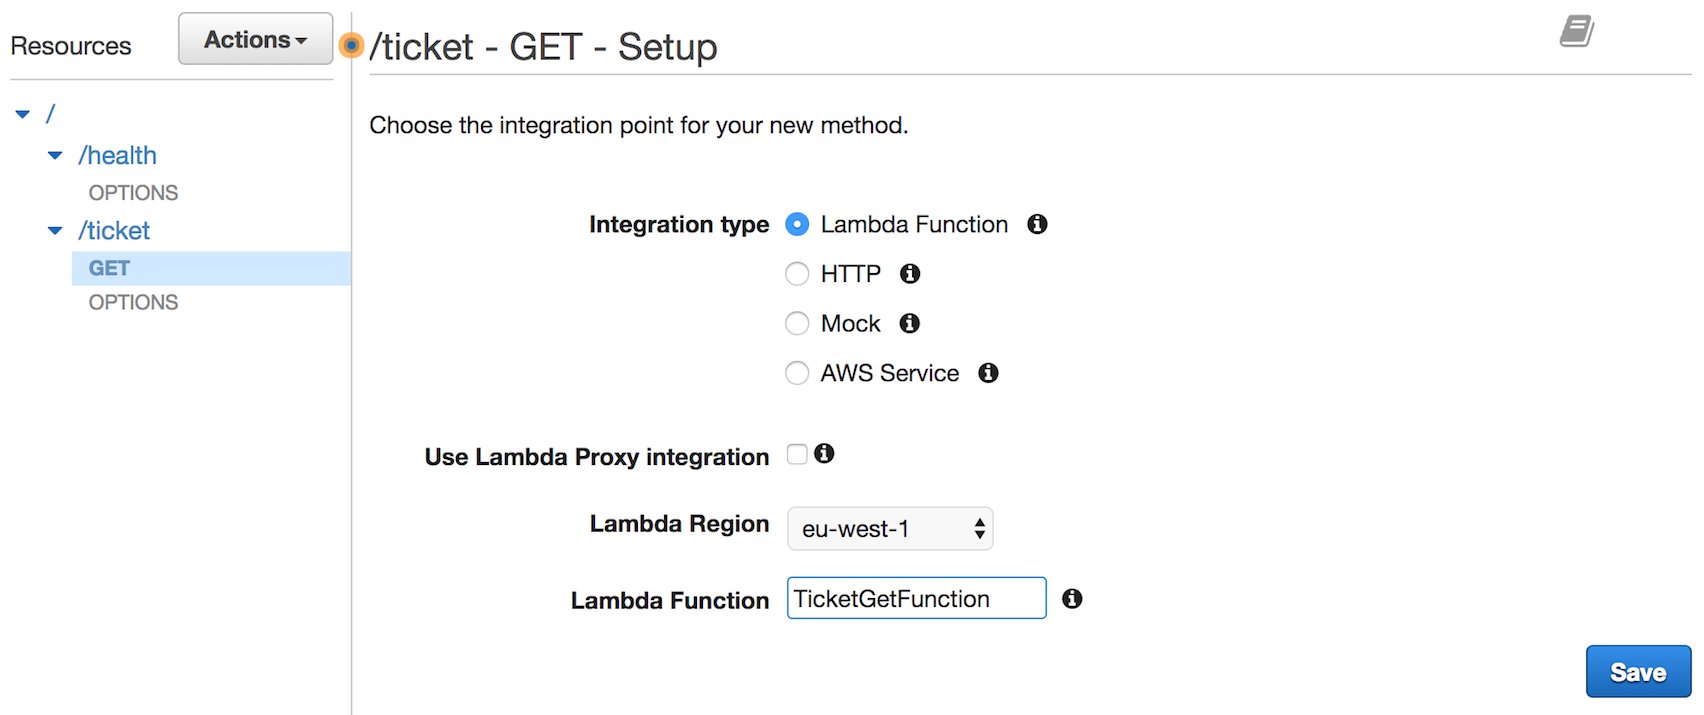 Resources
Actions
/
/health
OPTIONS
/ticket
GET
OPTIONS
/ticket - GET - Setup
Choose the integration point for your new method.
Integration type
Lambda Function
HTTP
Mock
AWS Service
Use Lambda Proxy integration
Lambda Region
eu-west-1
Lambda Function
TicketGetFunction
Save